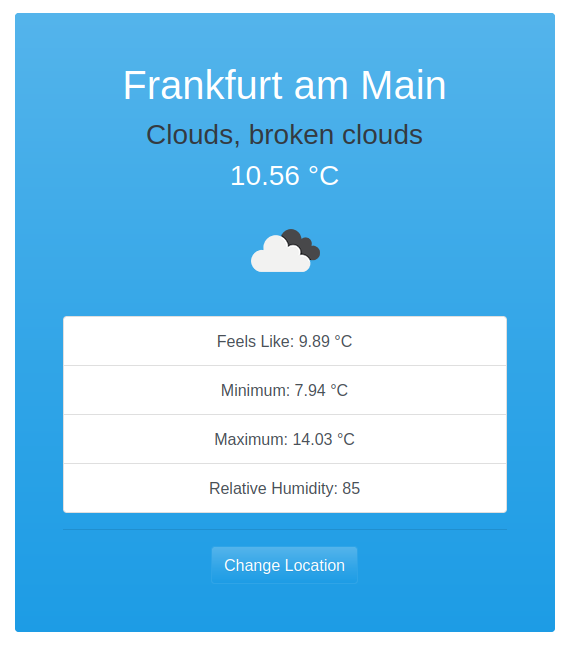 Frankfurt am Main
Clouds, broken clouds
10.56 °C
Feels Like: 9.89 °C
Minimum: 7.94 °C
Maximum: 14.03 °C
Relative Humidity: 85
Change Location